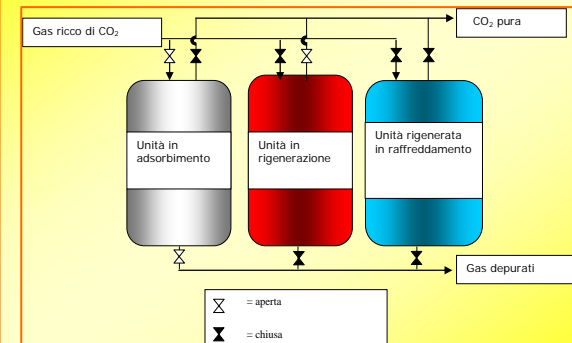 Gas ricco di CO₂
CO₂ pura
Unità in
adsorbimento
Unità in
rigenerazione
Unità rigenerata
in raffreddamento
Gas depurati
= aperta
= chiusa